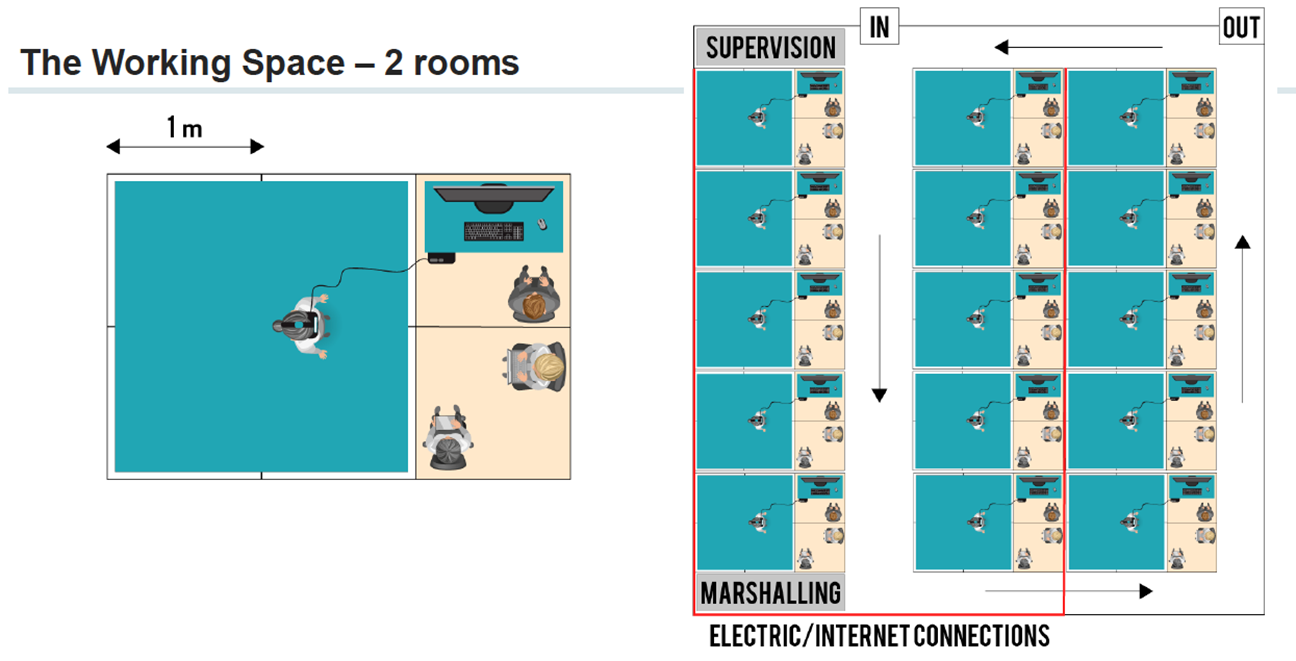 The Working Space – 2 rooms
1 m
IN
OUT
SUPERVISION
MARSHALLING
ELECTRIC/INTERNET CONNECTIONS